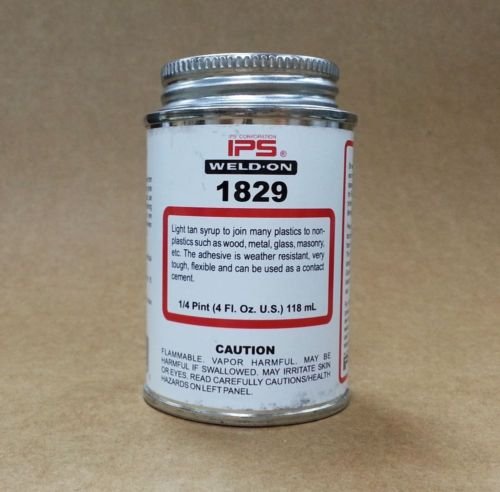 IPS CORPORATION
IPS®
WELD-ON
1829
Light tan syrup to join many plastics to non-
plastics such as wood, metal, glass, masonry,
etc. The adhesive is weather resistant, very
tough, flexible and can be used as a contact
cement.
1/4 Pint (4 Fl. Oz. U.S.) 118 mL
CAUTION
FLAMMABLE. VAPOR HARMFUL. MAY BE
HARMFUL IF SWALLOWED. MAY IRRITATE SKIN
OR EYES. READ CAREFULLY CAUTIONS/HEALTH
HAZARDS ON LEFT PANEL.